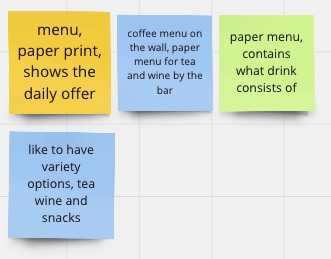 menu,
paper print,
shows the
daily offer
coffee menu on
the wall, paper
menu for tea
and wine by the
bar
paper menu,
contains
what drink
consists of
like to have
variety
options, tea
wine and
snacks